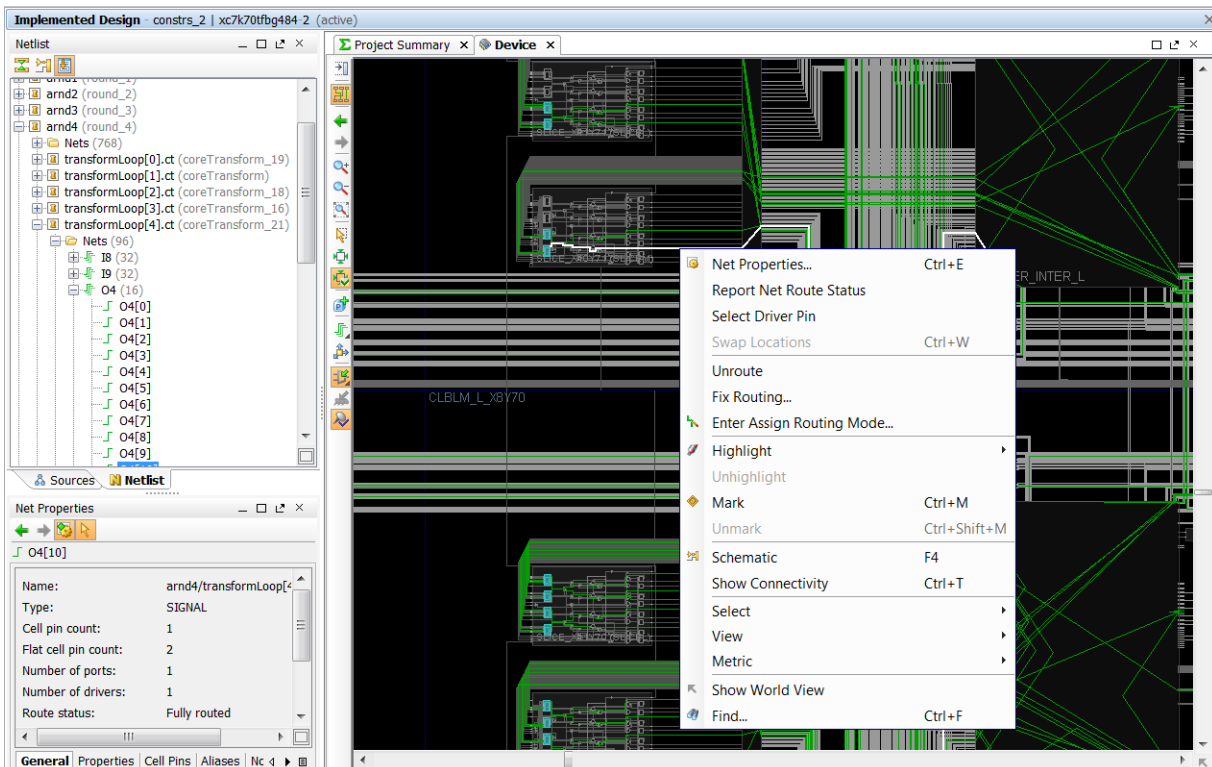 Implemented Design - constrs_2 | xc7k70tfbg484-2 (active)
Netlist
arnd1 (round_1)
arnd2 (round_2)
arnd3 (round_3)
arnd4 (round_4)
Nets (768)
transformLoop[0].ct (coreTransform_19)
transformLoop[1].ct (coreTransform)
transformLoop[2].ct (coreTransform_18)
transformLoop[3].ct (coreTransform_16)
transformLoop[4].ct (coreTransform_21)
Nets (96)
I8 (32)
I9 (32)
O4 (16)
O4[0]
O4[1]
O4[2]
O4[3]
O4[4]
O4[5]
O4[6]
O4[7]
O4[8]
O4[9]
Sources Netlist
Net Properties
O4[10]
Name: arnd4/transformLoop[4
Type: SIGNAL
Cell pin count: 1
Flat cell pin count: 2
Number of ports: 1
Number of drivers: 1
Route status: Fully routed
General Properties Cell Pins Aliases Nc
Σ Project Summary × Device ×
ER_INTER_L
CLBLM_L_X8Y70
Net Properties... Ctrl+E
Report Net Route Status
Select Driver Pin
Swap Locations Ctrl+W
Unroute
Fix Routing...
Enter Assign Routing Mode...
Highlight
Unhighlight
Mark Ctrl+M
Unmark Ctrl+Shift+M
Schematic F4
Show Connectivity Ctrl+T
Select
View
Metric
Show World View
Find... Ctrl+F